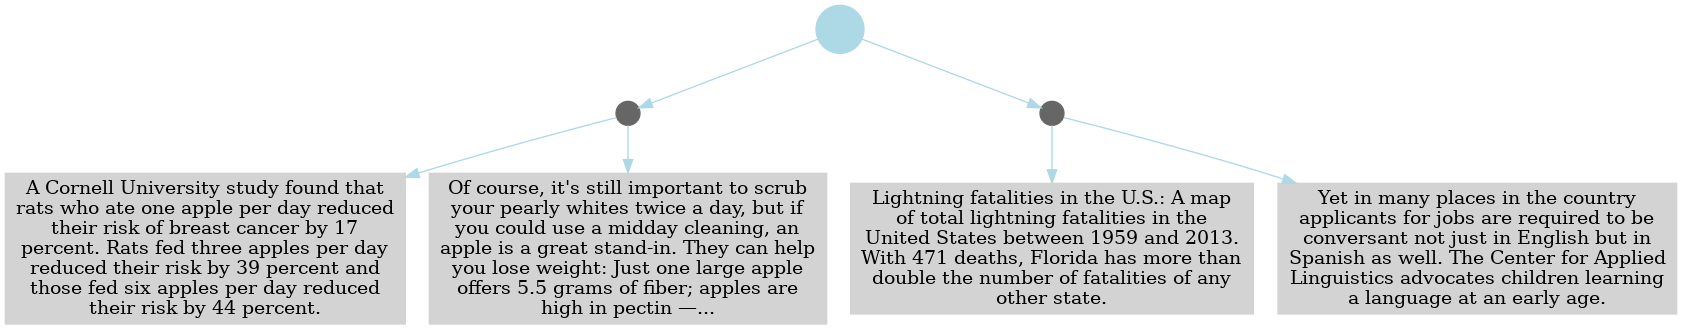 A Cornell University study found that
rats who ate one apple per day reduced
their risk of breast cancer by 17
percent. Rats fed three apples per day
reduced their risk by 39 percent and
those fed six apples per day reduced
their risk by 44 percent.
Of course, it's still important to scrub
your pearly whites twice a day, but if
you could use a midday cleaning, an
apple is a great stand-in. They can help
you lose weight: Just one large apple
offers 5.5 grams of fiber; apples are
high in pectin —...
Lightning fatalities in the U.S.: A map
of total lightning fatalities in the
United States between 1959 and 2013.
With 471 deaths, Florida has more than
double the number of fatalities of any
other state.
Yet in many places in the country
applicants for jobs are required to be
conversant not just in English but in
Spanish as well. The Center for Applied
Linguistics advocates children learning
a language at an early age.